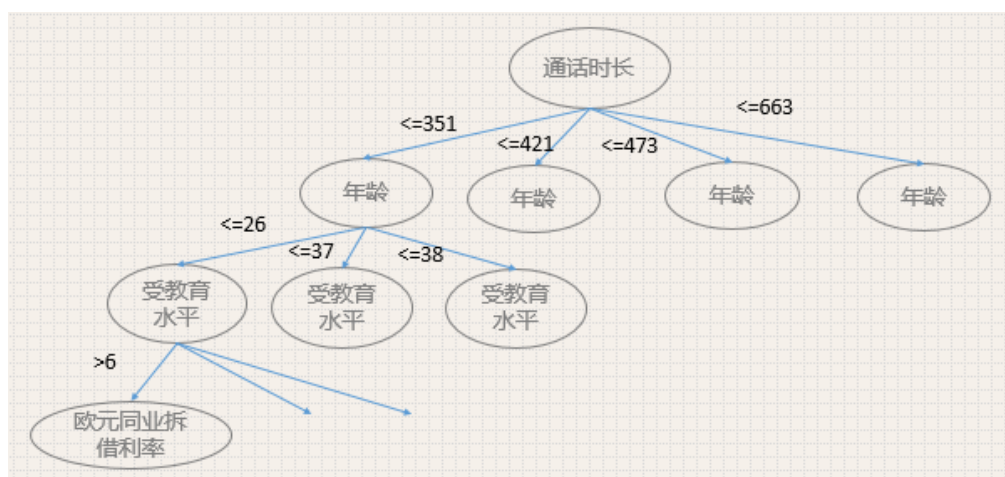 通话时长
<=351
<=421
<=473
<=663
年龄
年龄
年龄
年龄
<=26
<=37
<=38
受教育
水平
受教育
水平
受教育
水平
>6
欧元同业拆
借利率